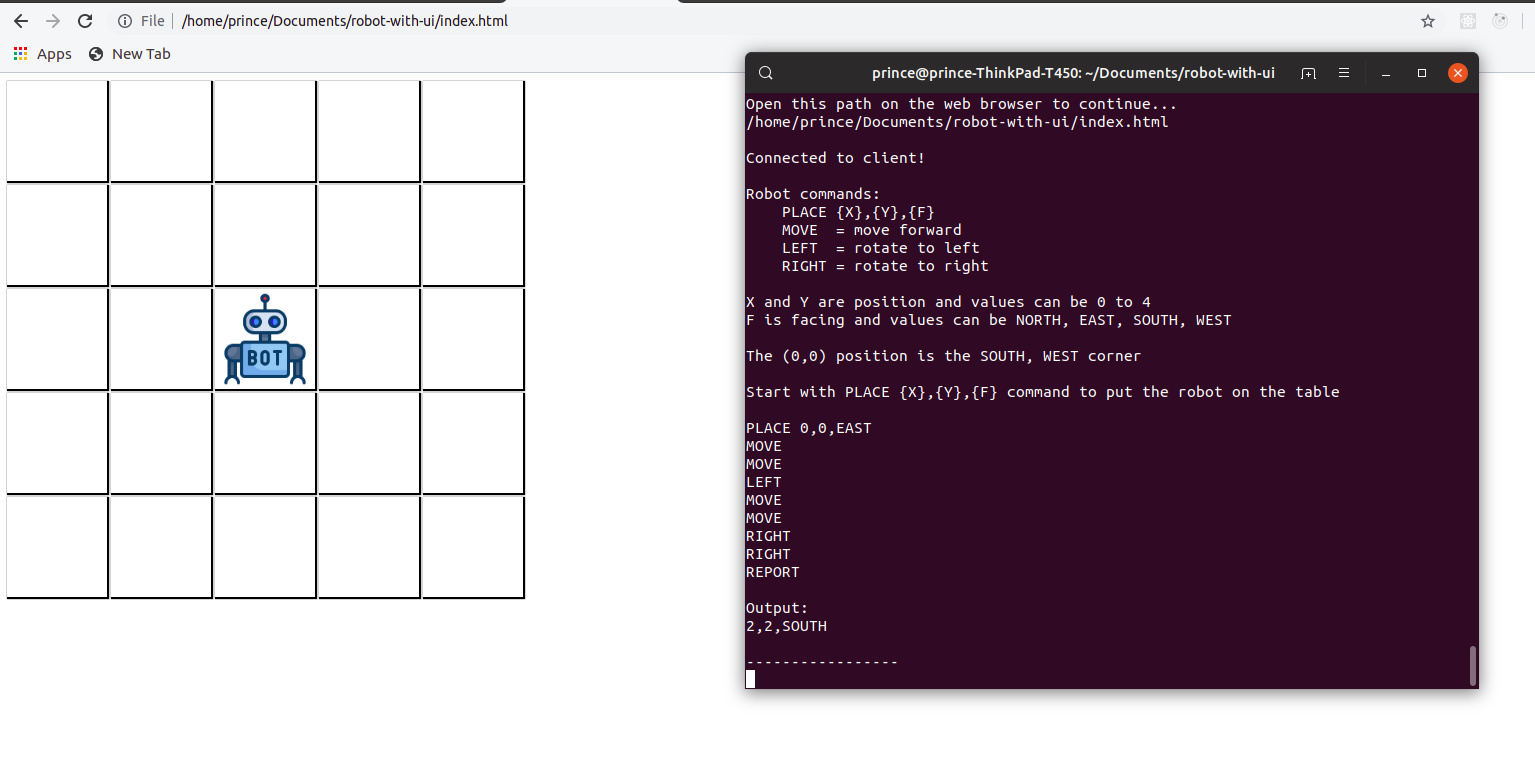 File | /home/prince/Documents/robot-with-ui/index.html
Apps New Tab
BOT
prince@prince-ThinkPad-T450: ~/Documents/robot-with-ui
Open this path on the web browser to continue...
/home/prince/Documents/robot-with-ui/index.html
Connected to client!
Robot commands:
    PLACE {X},{Y},{F}
    MOVE  = move forward
    LEFT  = rotate to left
    RIGHT = rotate to right
X and Y are position and values can be 0 to 4
F is facing and values can be NORTH, EAST, SOUTH, WEST
The (0,0) position is the SOUTH, WEST corner
Start with PLACE {X},{Y},{F} command to put the robot on the table
PLACE 0,0,EAST
MOVE
MOVE
LEFT
MOVE
MOVE
RIGHT
RIGHT
REPORT
Output:
2,2,SOUTH
-----------------